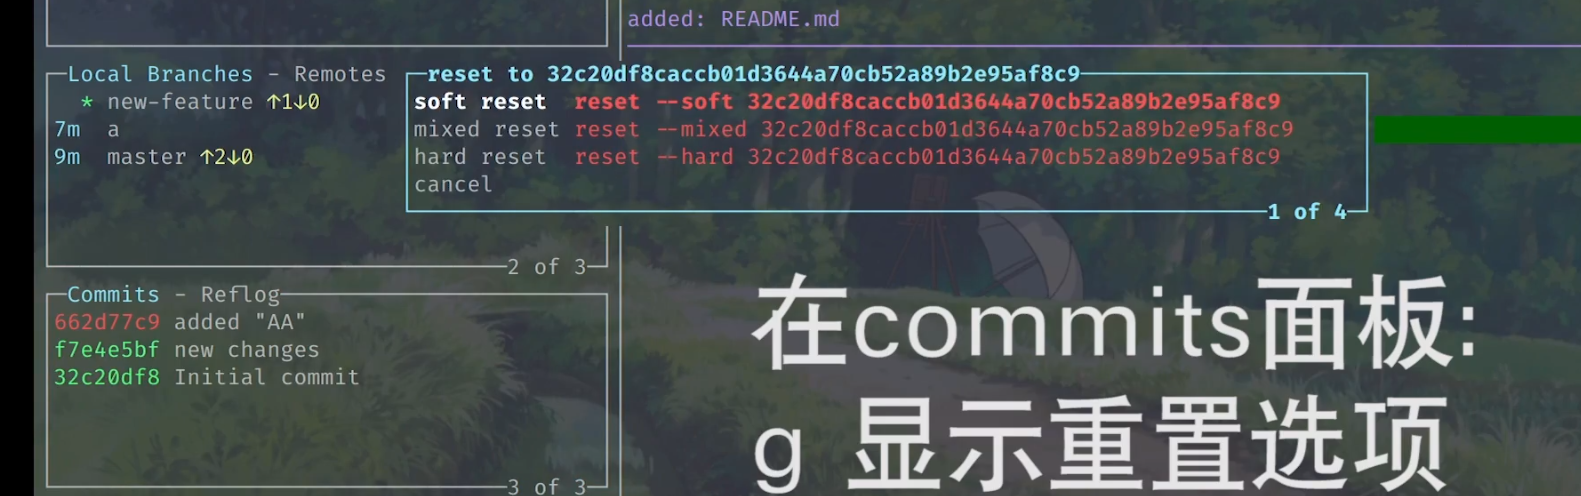 added: README.md
Local Branches - Remotes
* new-feature ↑1↓0
7m a
9m master ↑2↓0
2 of 3
reset to 32c20df8caccb01d3644a70cb52a89b2e95af8c9
soft reset reset --soft 32c20df8caccb01d3644a70cb52a89b2e95af8c9
mixed reset reset --mixed 32c20df8caccb01d3644a70cb52a89b2e95af8c9
hard reset reset --hard 32c20df8caccb01d3644a70cb52a89b2e95af8c9
cancel
1 of 4
Commits - Reflog
662d77c9 added "AA"
f7e4e5bf new changes
32c20df8 Initial commit
3 of 3
在commits面板:
g 显示重置选项